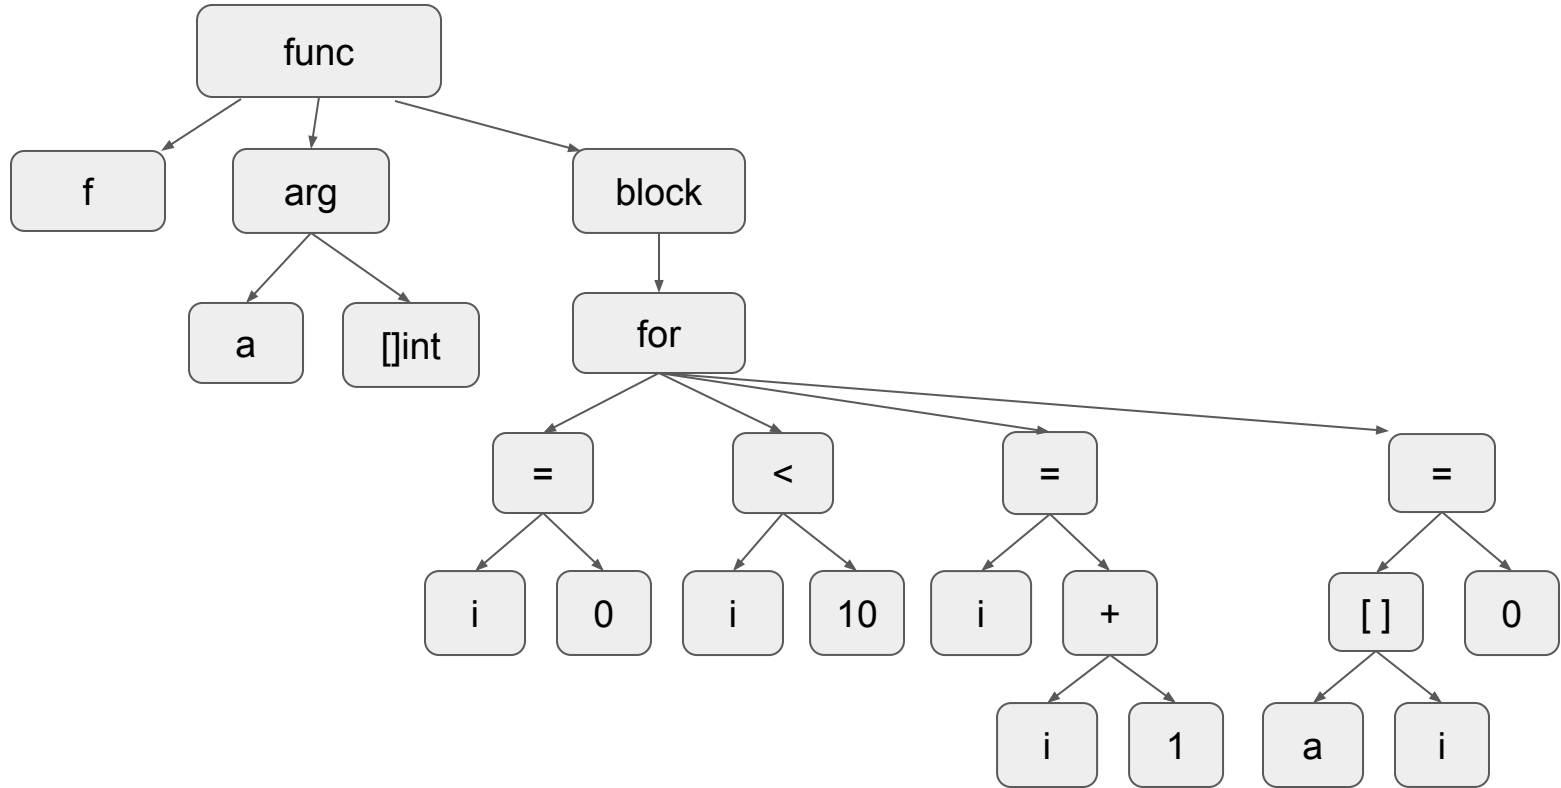 func
f
arg
block
a
[]int
for
=
<
=
=
i
0
i
10
i
+
[ ]
0
i
1
a
i